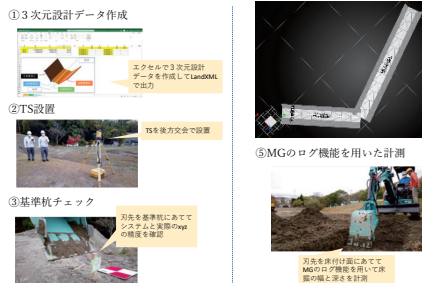 ①３次元設計データ作成
エクセルで３次元設計
データを作成してLandXML
で出力
②TS設置
TSを後方交会で設置
③基準杭チェック
刃先を基準杭にあてて
システムと実際のxyz
の精度を確認
⑤MGのログ機能を用いた計測
刃先を床付け面にあてて
MGのログ機能を用いて床
掘の幅と深さを計測